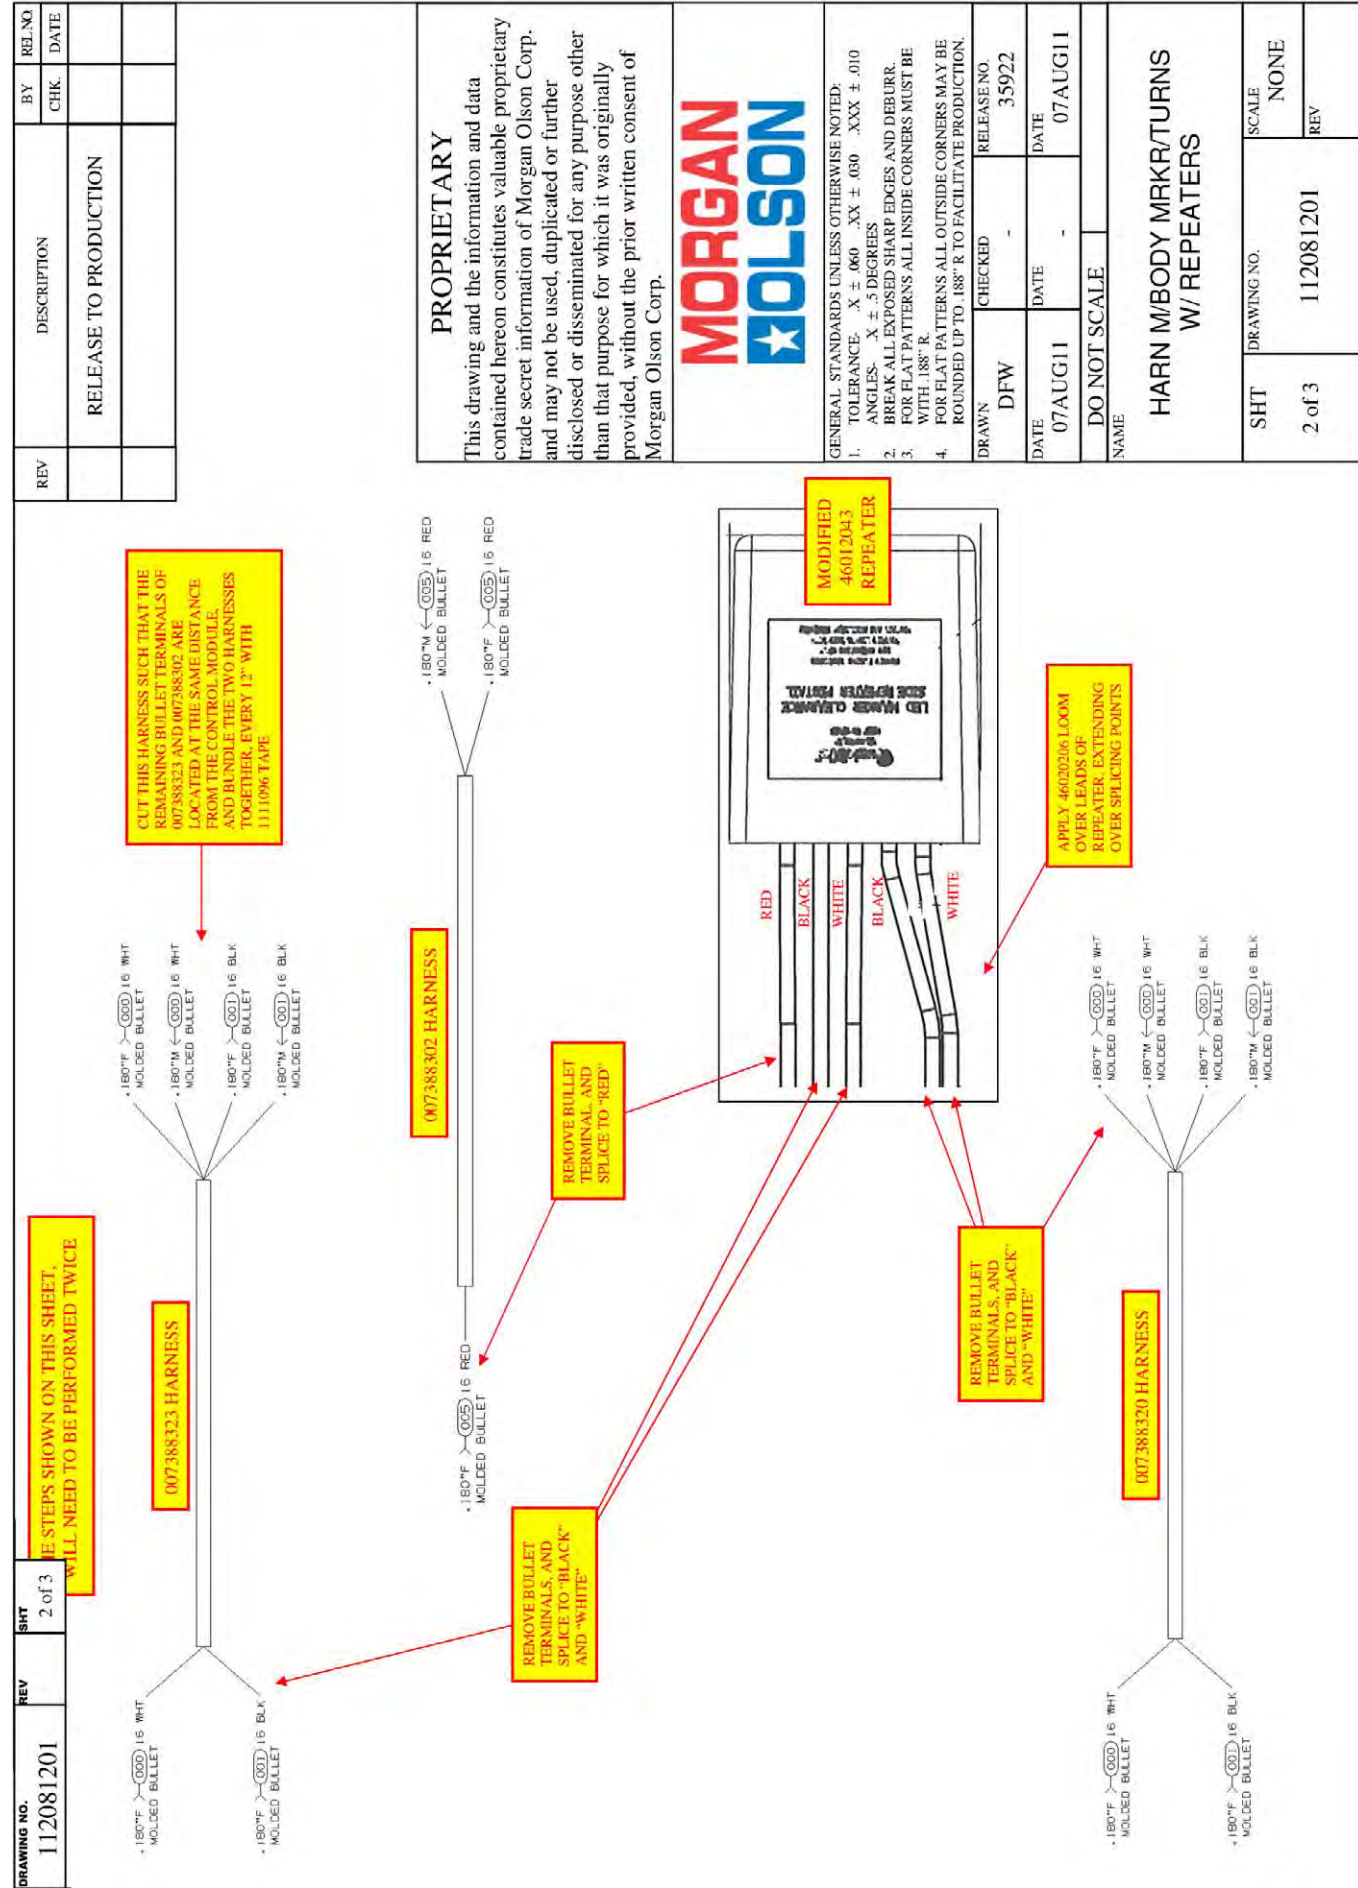 DRAWING NO.
112081201
REV
SHT
2 of 3
E STEPS SHOWN ON THIS SHEET,
WILL NEED TO BE PERFORMED TWICE
REV
DESCRIPTION
BY
REL.NO.
CHK.
DATE
RELEASE TO PRODUCTION
.180"F 000 16 WHT
MOLDED BULLET
.180"F 001 16 BLK
MOLDED BULLET
007388323 HARNESS
.180"F 000 16 WHT
MOLDED BULLET
.180"M 000 16 WHT
MOLDED BULLET
.180"F 001 16 BLK
MOLDED BULLET
.180"M 001 16 BLK
MOLDED BULLET
CUT THIS HARNESS SUCH THAT THE
REMAINING BULLET TERMINALS OF
007388323 AND 007388302 ARE
LOCATED AT THE SAME DISTANCE
FROM THE CONTROL MODULE,
AND BUNDLE THE TWO HARNESSES
TOGETHER, EVERY 12" WITH
1111096 TAPE
.180"F 005 16 RED
MOLDED BULLET
007388302 HARNESS
.180"M 005 16 RED
MOLDED BULLET
.180"F 005 16 RED
MOLDED BULLET
REMOVE BULLET
TERMINALS, AND
SPLICE TO "BLACK"
AND "WHITE"
REMOVE BULLET
TERMINAL, AND
SPLICE TO "RED"
RED
BLACK
WHITE
BLACK
WHITE
LED MARKER CLEARANCE
SIDE REPEATER PIGTAIL
MODIFIED
46012043
REPEATER
APPLY 46020206 LOOM
OVER LEADS OF
REPEATER, EXTENDING
OVER SPLICING POINTS
REMOVE BULLET
TERMINALS, AND
SPLICE TO "BLACK"
AND "WHITE"
.180"F 000 16 WHT
MOLDED BULLET
.180"F 001 16 BLK
MOLDED BULLET
007388320 HARNESS
.180"F 000 16 WHT
MOLDED BULLET
.180"M 000 16 WHT
MOLDED BULLET
.180"F 001 16 BLK
MOLDED BULLET
.180"M 001 16 BLK
MOLDED BULLET
PROPRIETARY
This drawing and the information and data
contained hereon constitutes valuable proprietary
trade secret information of Morgan Olson Corp.
and may not be used, duplicated or further
disclosed or disseminated for any purpose other
than that purpose for which it was originally
provided, without the prior written consent of
Morgan Olson Corp.
MORGAN
OLSON
GENERAL STANDARDS UNLESS OTHERWISE NOTED:
1. TOLERANCE- .X ± .060 .XX ± .030 .XXX ± .010
ANGLES- .X ± .5 DEGREES
2. BREAK ALL EXPOSED SHARP EDGES AND DEBURR.
3. FOR FLAT PATTERNS ALL INSIDE CORNERS MUST BE
WITH .188" R.
4. FOR FLAT PATTERNS ALL OUTSIDE CORNERS MAY BE
ROUNDED UP TO .188" R TO FACILITATE PRODUCTION.
DRAWN
DFW
CHECKED
-
RELEASE NO.
35922
DATE
07AUG11
DATE
-
DATE
07AUG11
DO NOT SCALE
NAME
HARN M/BODY MRKR/TURNS
W/ REPEATERS
SHT
2 of 3
DRAWING NO.
112081201
SCALE
NONE
REV